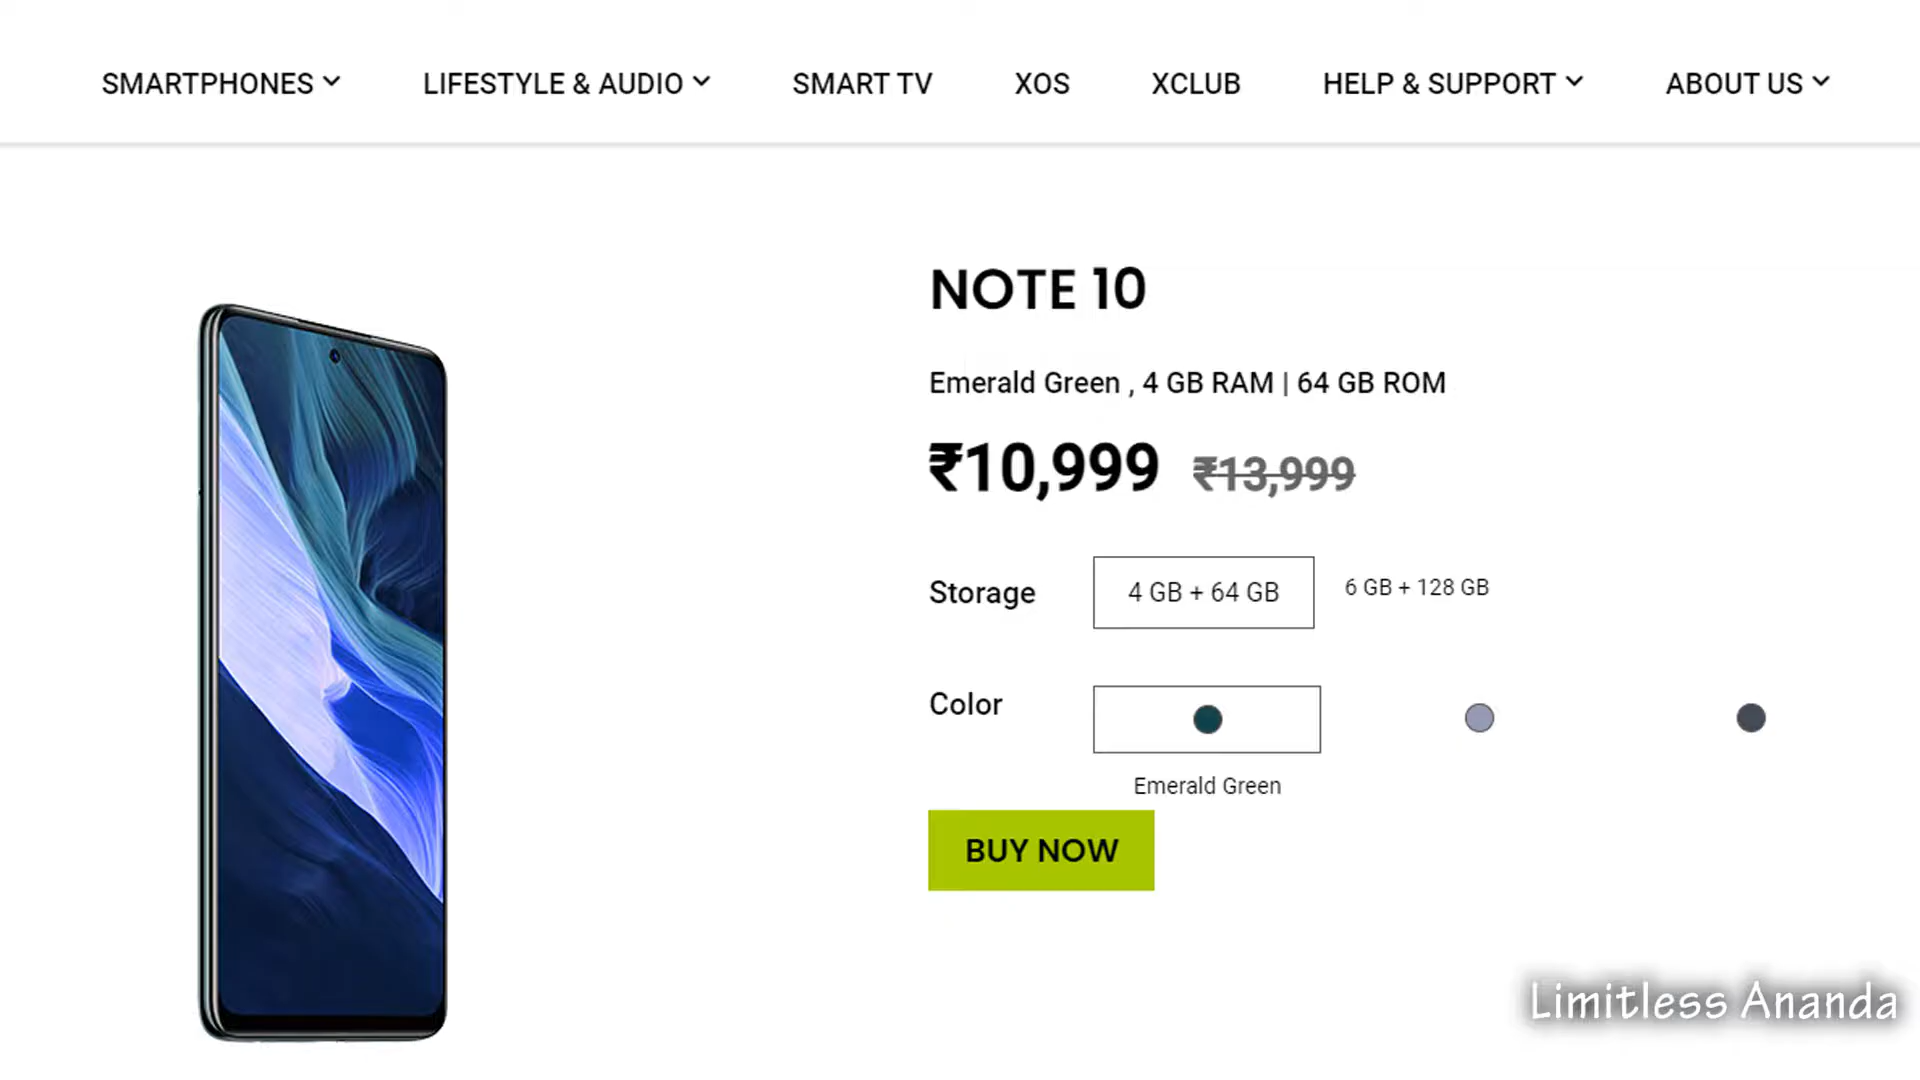 SMARTPHONES
LIFESTYLE & AUDIO
SMART TV
XOS
XCLUB
HELP & SUPPORT
ABOUT US
NOTE 10
Emerald Green , 4 GB RAM | 64 GB ROM
₹10,999 ₹13,999
Storage 4 GB + 64 GB 6 GB + 128 GB
Color
Emerald Green
BUY NOW
Limitless Ananda